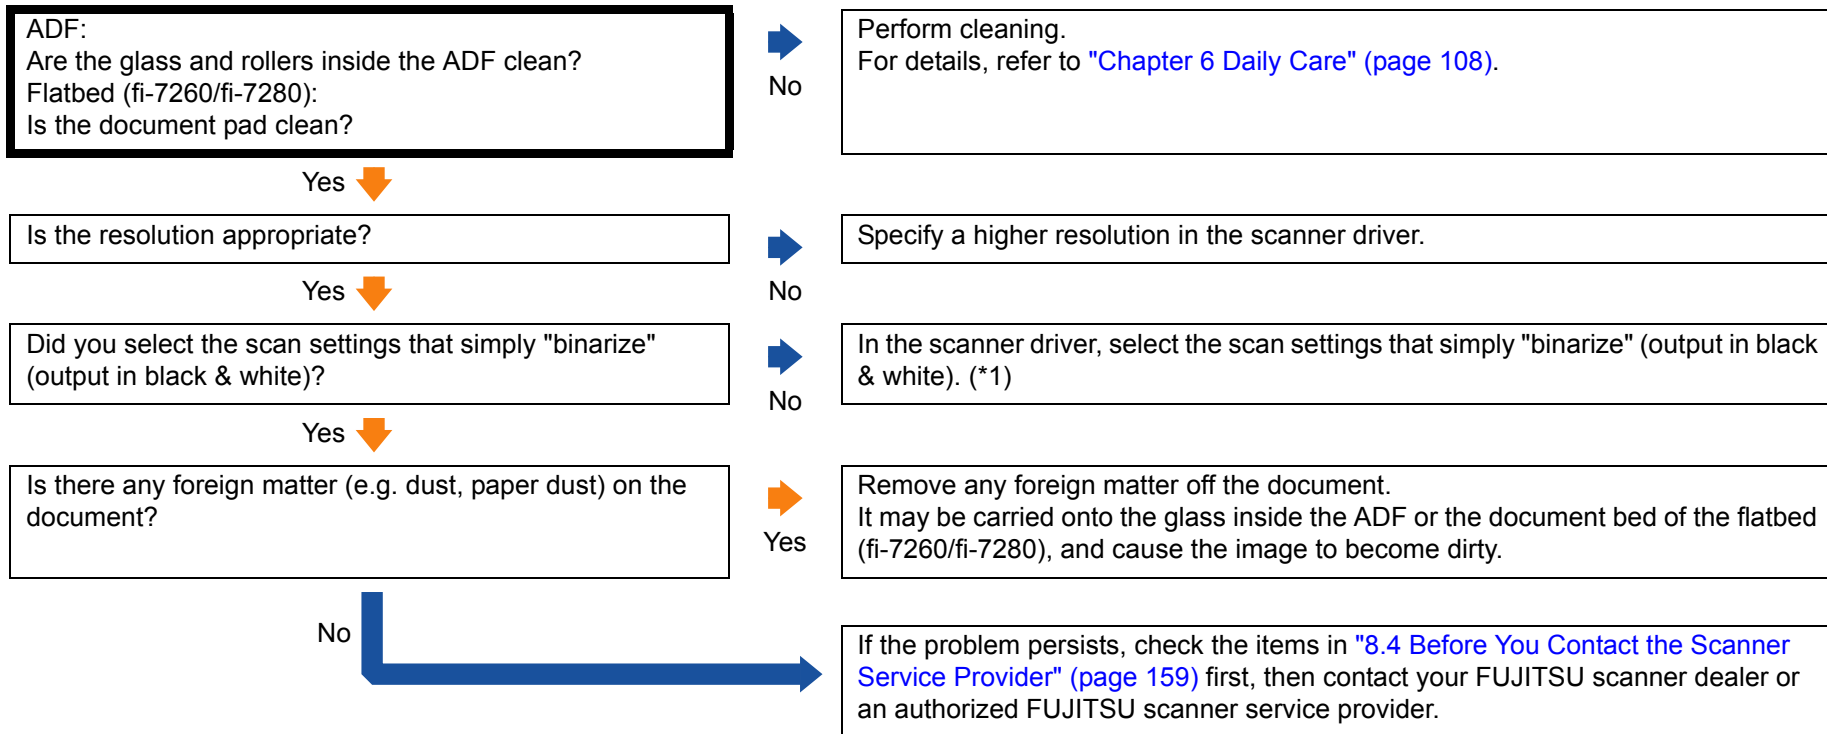 ADF:
Are the glass and rollers inside the ADF clean?
Flatbed (fi-7260/fi-7280):
Is the document pad clean?
No
Perform cleaning.
For details, refer to "Chapter 6 Daily Care" (page 108).
Yes
Is the resolution appropriate?
No
Specify a higher resolution in the scanner driver.
Yes
Did you select the scan settings that simply "binarize"
(output in black & white)?
No
In the scanner driver, select the scan settings that simply "binarize" (output in black
& white). (*1)
Yes
Is there any foreign matter (e.g. dust, paper dust) on the
document?
Yes
Remove any foreign matter off the document.
It may be carried onto the glass inside the ADF or the document bed of the flatbed
(fi-7260/fi-7280), and cause the image to become dirty.
No
If the problem persists, check the items in "8.4 Before You Contact the Scanner
Service Provider" (page 159) first, then contact your FUJITSU scanner dealer or
an authorized FUJITSU scanner service provider.